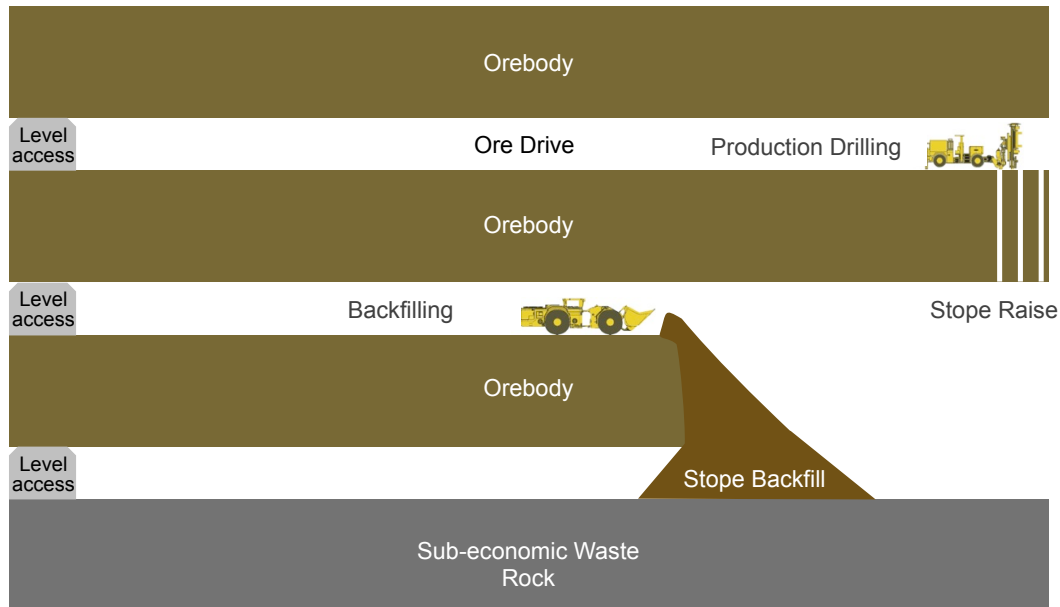 Orebody
Level
access
Ore Drive
Production Drilling
Orebody
Level
access
Backfilling
Stope Raise
Orebody
Level
access
Stope Backfill
Sub-economic Waste
Rock